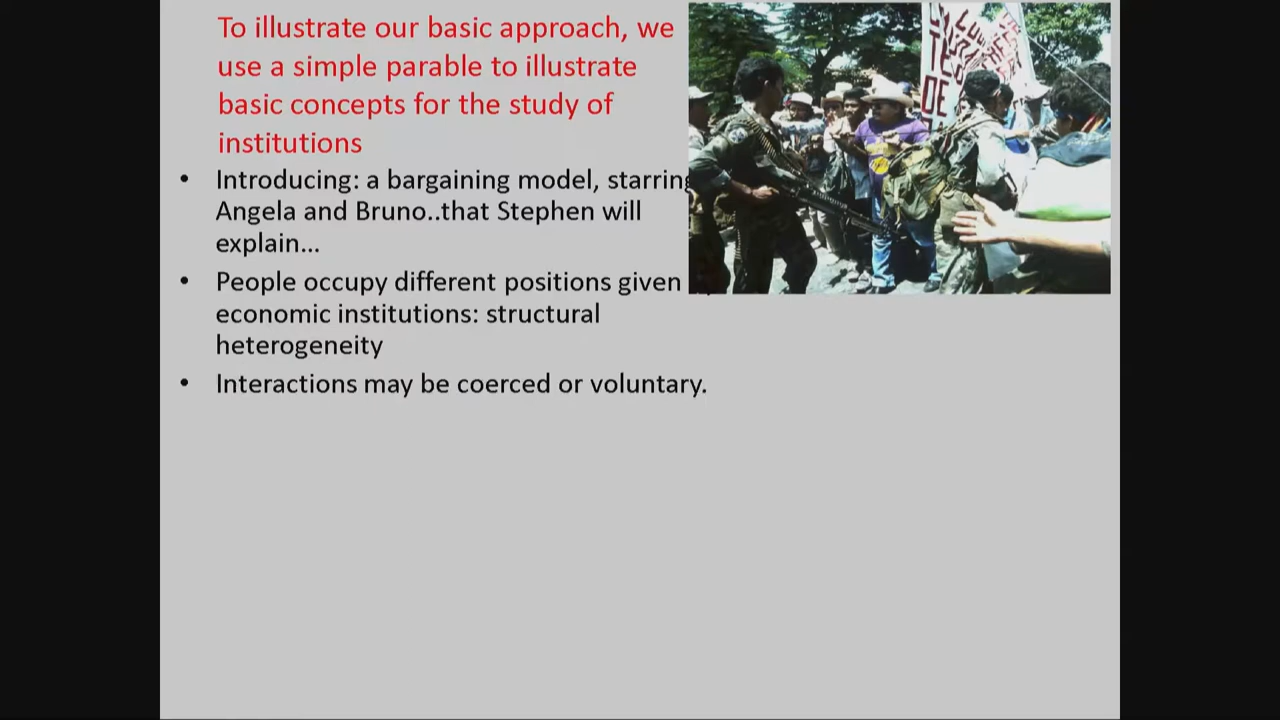 To illustrate our basic approach, we
use a simple parable to illustrate
basic concepts for the study of
institutions
• Introducing: a bargaining model, starring
Angela and Bruno..that Stephen will
explain...
• People occupy different positions given
economic institutions: structural
heterogeneity
• Interactions may be coerced or voluntary.
DE